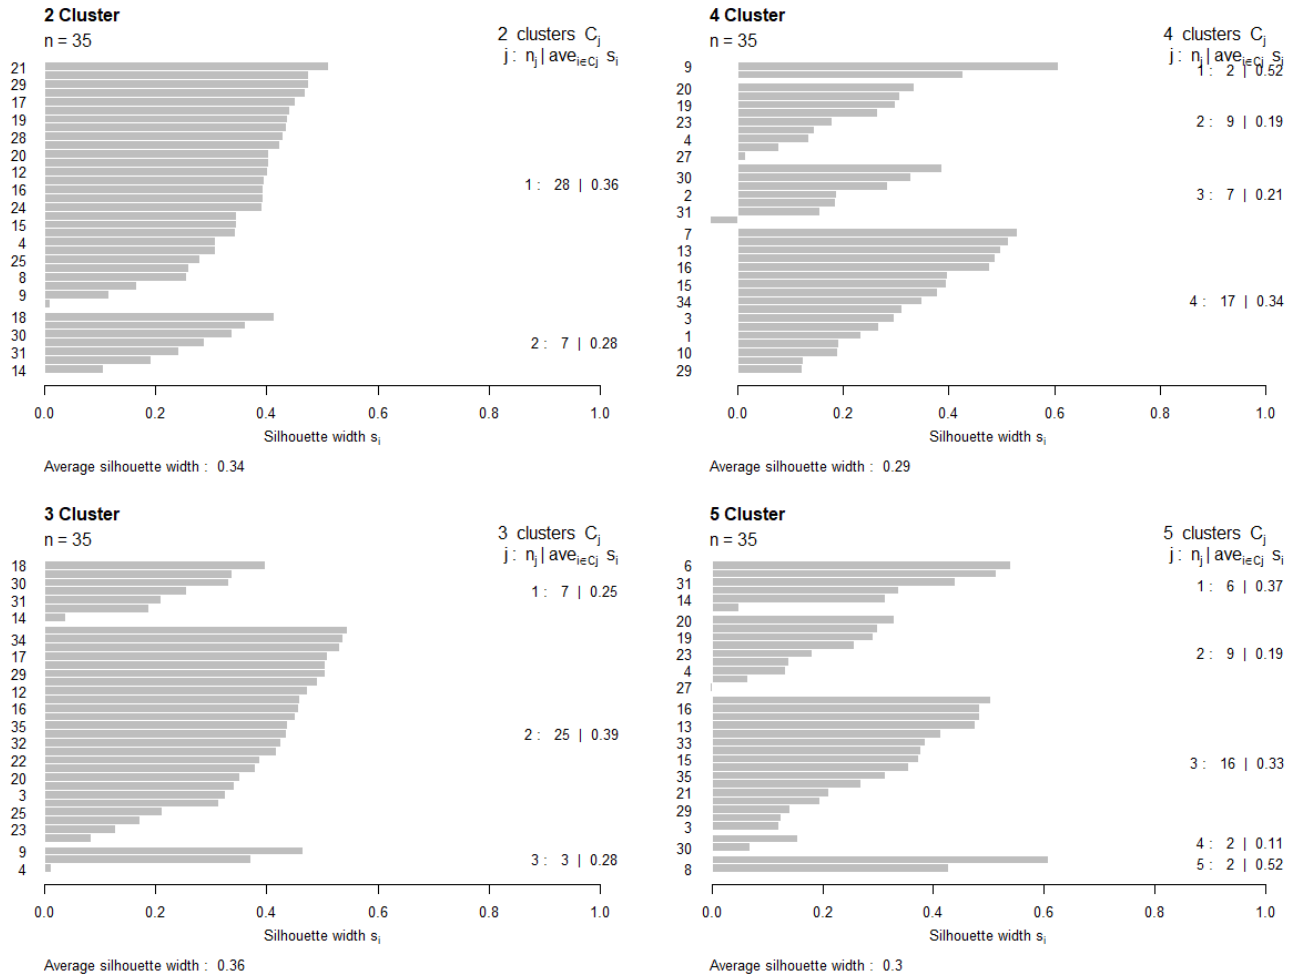 2 Cluster
n = 35
2 clusters Cj
j : nj | avei∈Cj si
21
29
17
19
28
20
12
16
24
15
4
25
8
9
18
30
31
14
1 : 28 | 0.36
2 : 7 | 0.28
0.0 0.2 0.4 0.6 0.8 1.0
Silhouette width si
Average silhouette width : 0.34
4 Cluster
n = 35
4 clusters Cj
j : nj | avei∈Cj si
9
20
19
23
4
27
30
2
31
7
13
16
15
34
3
1
10
29
1 : 2 | 0.52
2 : 9 | 0.19
3 : 7 | 0.21
4 : 17 | 0.34
0.0 0.2 0.4 0.6 0.8 1.0
Silhouette width si
Average silhouette width : 0.29
3 Cluster
n = 35
3 clusters Cj
j : nj | avei∈Cj si
18
30
31
14
34
17
29
12
16
35
32
22
20
3
25
23
9
4
1 : 7 | 0.25
2 : 25 | 0.39
3 : 3 | 0.28
0.0 0.2 0.4 0.6 0.8 1.0
Silhouette width si
Average silhouette width : 0.36
5 Cluster
n = 35
5 clusters Cj
j : nj | avei∈Cj si
6
31
14
20
19
23
4
27
16
13
33
15
35
21
29
3
30
8
1 : 6 | 0.37
2 : 9 | 0.19
3 : 16 | 0.33
4 : 2 | 0.11
5 : 2 | 0.52
0.0 0.2 0.4 0.6 0.8 1.0
Silhouette width si
Average silhouette width : 0.3